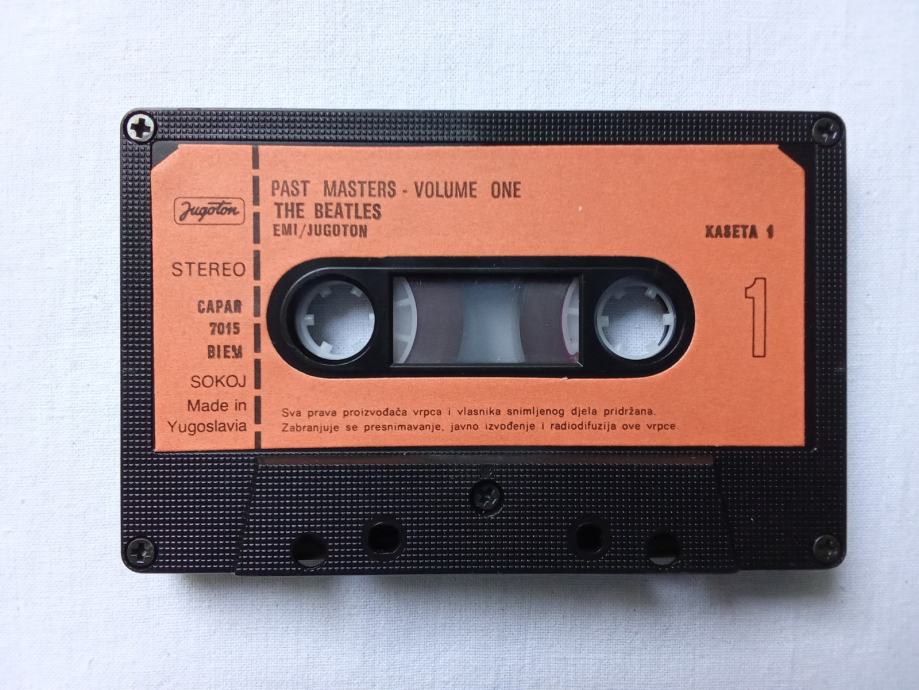 PAST MASTERS - VOLUME ONE
THE BEATLES
EMI/JUGOTON
KASETA 1
Jugoton
STEREO
CAPAR
7015
BIEM
SOKOJ
Made in
Yugoslavia
1
Sva prava proizvođača vrpca i vlasnika snimljenog djela pridržana.
Zabranjuje se presnimavanje, javno izvođenje i radiodifuzija ove vrpce.